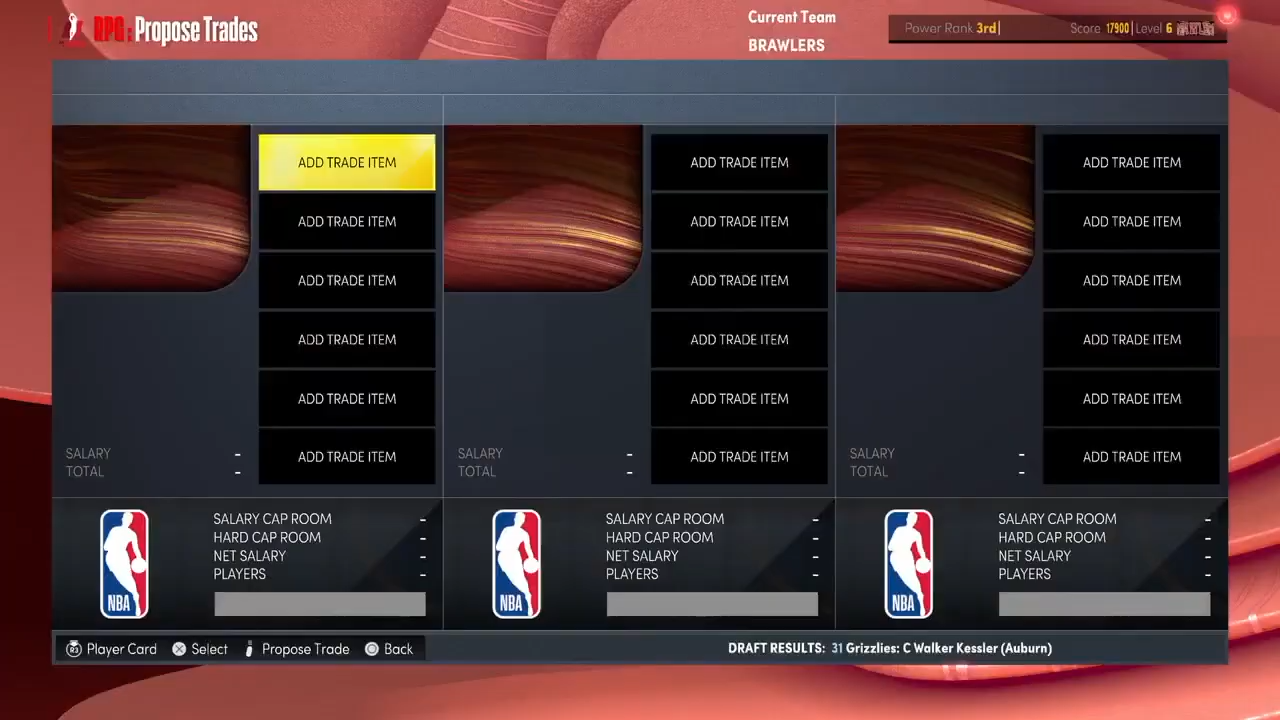 RPG: Propose Trades
Current Team
BRAWLERS
Power Rank 3rd|
Score 17900| Level 6
ADD TRADE ITEM
ADD TRADE ITEM
ADD TRADE ITEM
ADD TRADE ITEM
ADD TRADE ITEM
ADD TRADE ITEM
SALARY -
TOTAL -
ADD TRADE ITEM
ADD TRADE ITEM
ADD TRADE ITEM
ADD TRADE ITEM
ADD TRADE ITEM
ADD TRADE ITEM
SALARY -
TOTAL -
ADD TRADE ITEM
ADD TRADE ITEM
ADD TRADE ITEM
ADD TRADE ITEM
ADD TRADE ITEM
ADD TRADE ITEM
SALARY -
TOTAL -
NBA
SALARY CAP ROOM -
HARD CAP ROOM -
NET SALARY -
PLAYERS -
NBA
SALARY CAP ROOM -
HARD CAP ROOM -
NET SALARY -
PLAYERS -
NBA
SALARY CAP ROOM -
HARD CAP ROOM -
NET SALARY -
PLAYERS -
R3 Player Card Select Propose Trade Back
DRAFT RESULTS: 31 Grizzlies: C Walker Kessler (Auburn)